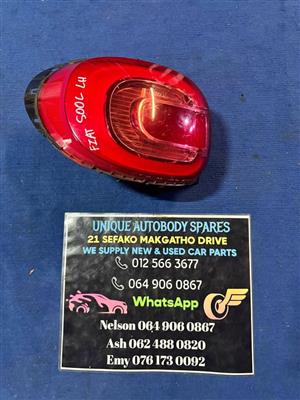 FIAT 500L LH
UNIQUE AUTOBODY SPARES
21 SEFAKO MAKGATHO DRIVE
WE SUPPLY NEW & USED CAR PARTS
012 566 3677
064 906 0867
WhatsApp
Nelson 064 906 0867
Ash 062 488 0820
Emy 076 173 0092